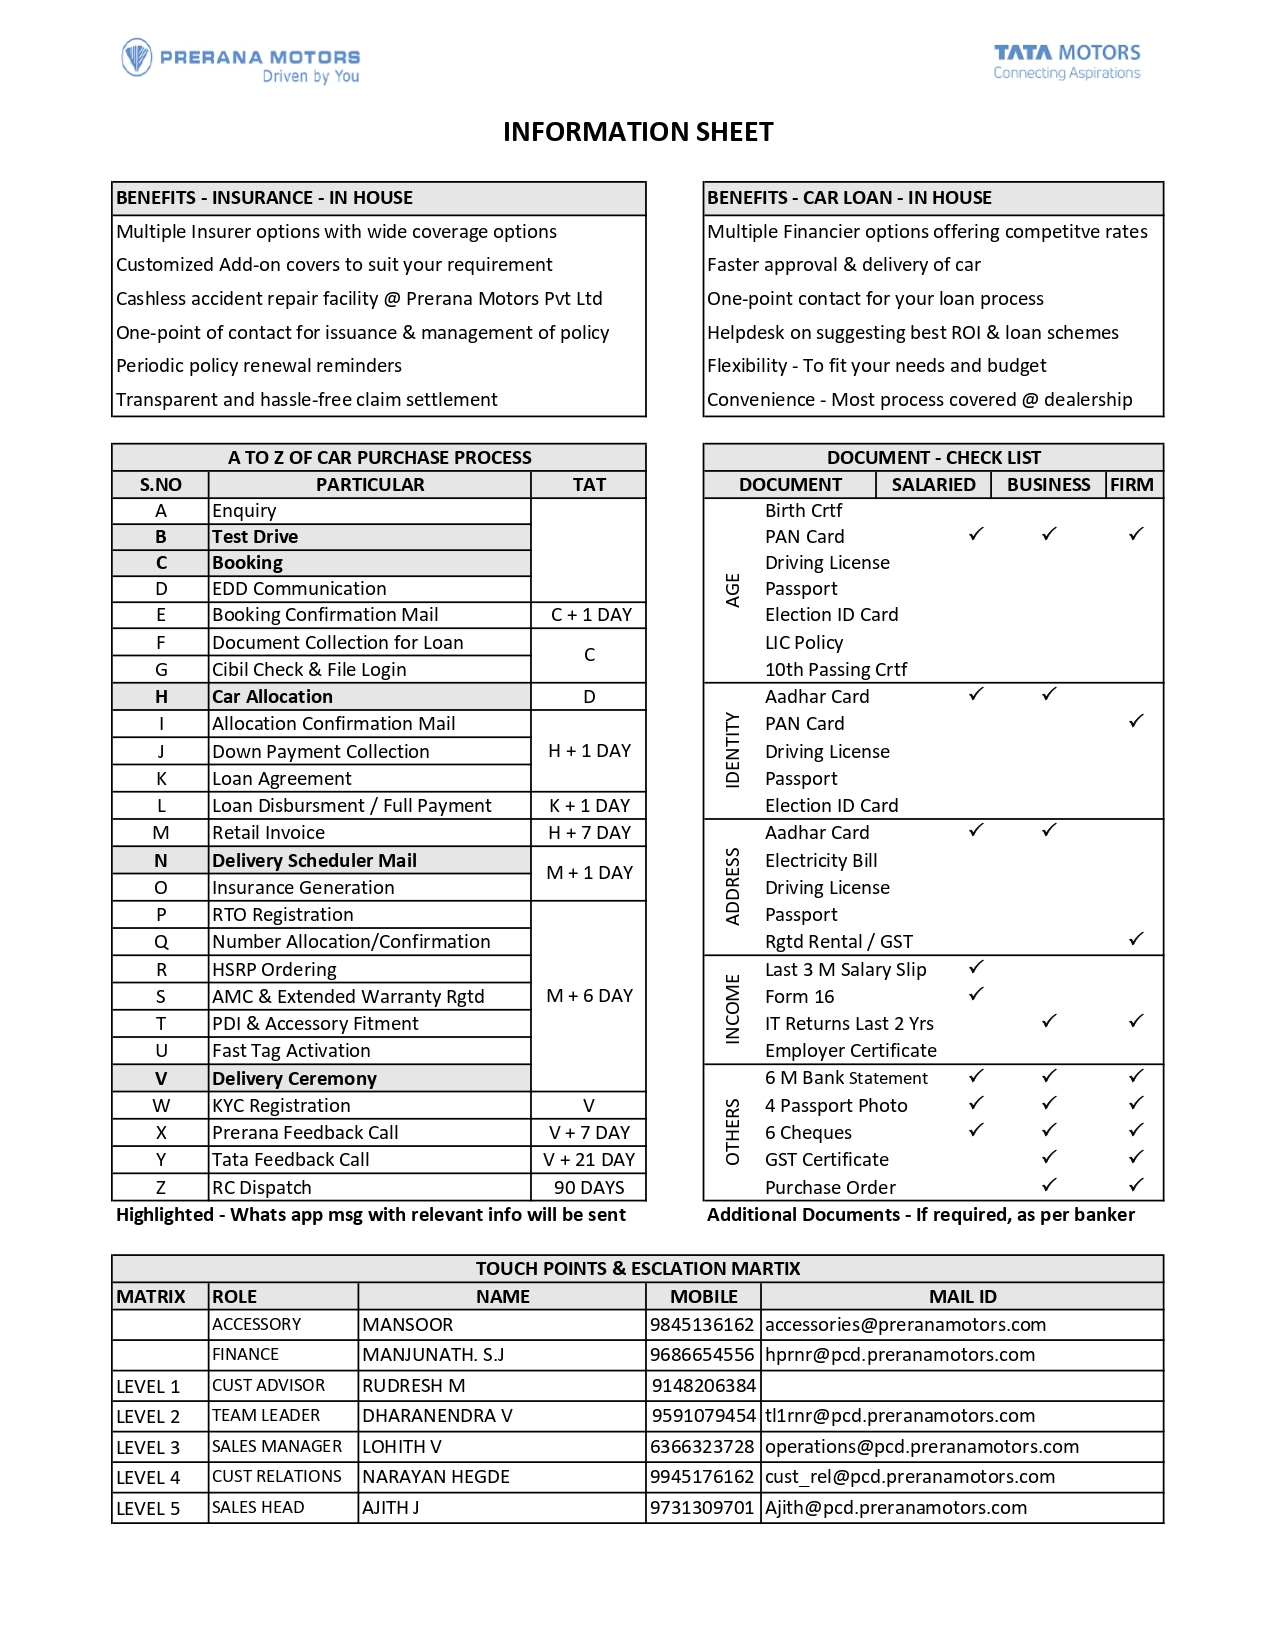 PRERANA MOTORS
Driven by You
TATA MOTORS
Connecting Aspirations
INFORMATION SHEET
BENEFITS - INSURANCE - IN HOUSE
Multiple Insurer options with wide coverage options
Customized Add-on covers to suit your requirement
Cashless accident repair facility @ Prerana Motors Pvt Ltd
One-point of contact for issuance & management of policy
Periodic policy renewal reminders
Transparent and hassle-free claim settlement
BENEFITS - CAR LOAN - IN HOUSE
Multiple Financier options offering competitve rates
Faster approval & delivery of car
One-point contact for your loan process
Helpdesk on suggesting best ROI & loan schemes
Flexibility - To fit your needs and budget
Convenience - Most process covered @ dealership
A TO Z OF CAR PURCHASE PROCESS
S.NO PARTICULAR TAT
A Enquiry
B Test Drive
C Booking
D EDD Communication
E Booking Confirmation Mail C + 1 DAY
F Document Collection for Loan
C
G Cibil Check & File Login
H Car Allocation D
I Allocation Confirmation Mail
J Down Payment Collection H + 1 DAY
K Loan Agreement
L Loan Disbursment / Full Payment K + 1 DAY
M Retail Invoice H + 7 DAY
N Delivery Scheduler Mail
M + 1 DAY
O Insurance Generation
P RTO Registration
Q Number Allocation/Confirmation
R HSRP Ordering
S AMC & Extended Warranty Rgtd M + 6 DAY
T PDI & Accessory Fitment
U Fast Tag Activation
V Delivery Ceremony
W KYC Registration V
X Prerana Feedback Call V + 7 DAY
Y Tata Feedback Call V + 21 DAY
Z RC Dispatch 90 DAYS
Highlighted - Whats app msg with relevant info will be sent
DOCUMENT - CHECK LIST
DOCUMENT SALARIED BUSINESS FIRM
AGE
Birth Crtf
PAN Card ✓ ✓ ✓
Driving License
Passport
Election ID Card
LIC Policy
10th Passing Crtf
IDENTITY
Aadhar Card ✓ ✓
PAN Card ✓
Driving License
Passport
Election ID Card
ADDRESS
Aadhar Card ✓ ✓
Electricity Bill
Driving License
Passport
Rgtd Rental / GST ✓
INCOME
Last 3 M Salary Slip ✓
Form 16 ✓
IT Returns Last 2 Yrs ✓ ✓
Employer Certificate
OTHERS
6 M Bank Statement ✓ ✓ ✓
4 Passport Photo ✓ ✓ ✓
6 Cheques ✓ ✓ ✓
GST Certificate ✓ ✓
Purchase Order ✓ ✓
Additional Documents - If required, as per banker
TOUCH POINTS & ESCLATION MARTIX
MATRIX ROLE NAME MOBILE MAIL ID
ACCESSORY MANSOOR 9845136162 accessories@preranamotors.com
FINANCE MANJUNATH. S.J 9686654556 hprnr@pcd.preranamotors.com
LEVEL 1 CUST ADVISOR RUDRESH M 9148206384
LEVEL 2 TEAM LEADER DHARANENDRA V 9591079454 tl1rnr@pcd.preranamotors.com
LEVEL 3 SALES MANAGER LOHITH V 6366323728 operations@pcd.preranamotors.com
LEVEL 4 CUST RELATIONS NARAYAN HEGDE 9945176162 cust_rel@pcd.preranamotors.com
LEVEL 5 SALES HEAD AJITH J 9731309701 Ajith@pcd.preranamotors.com